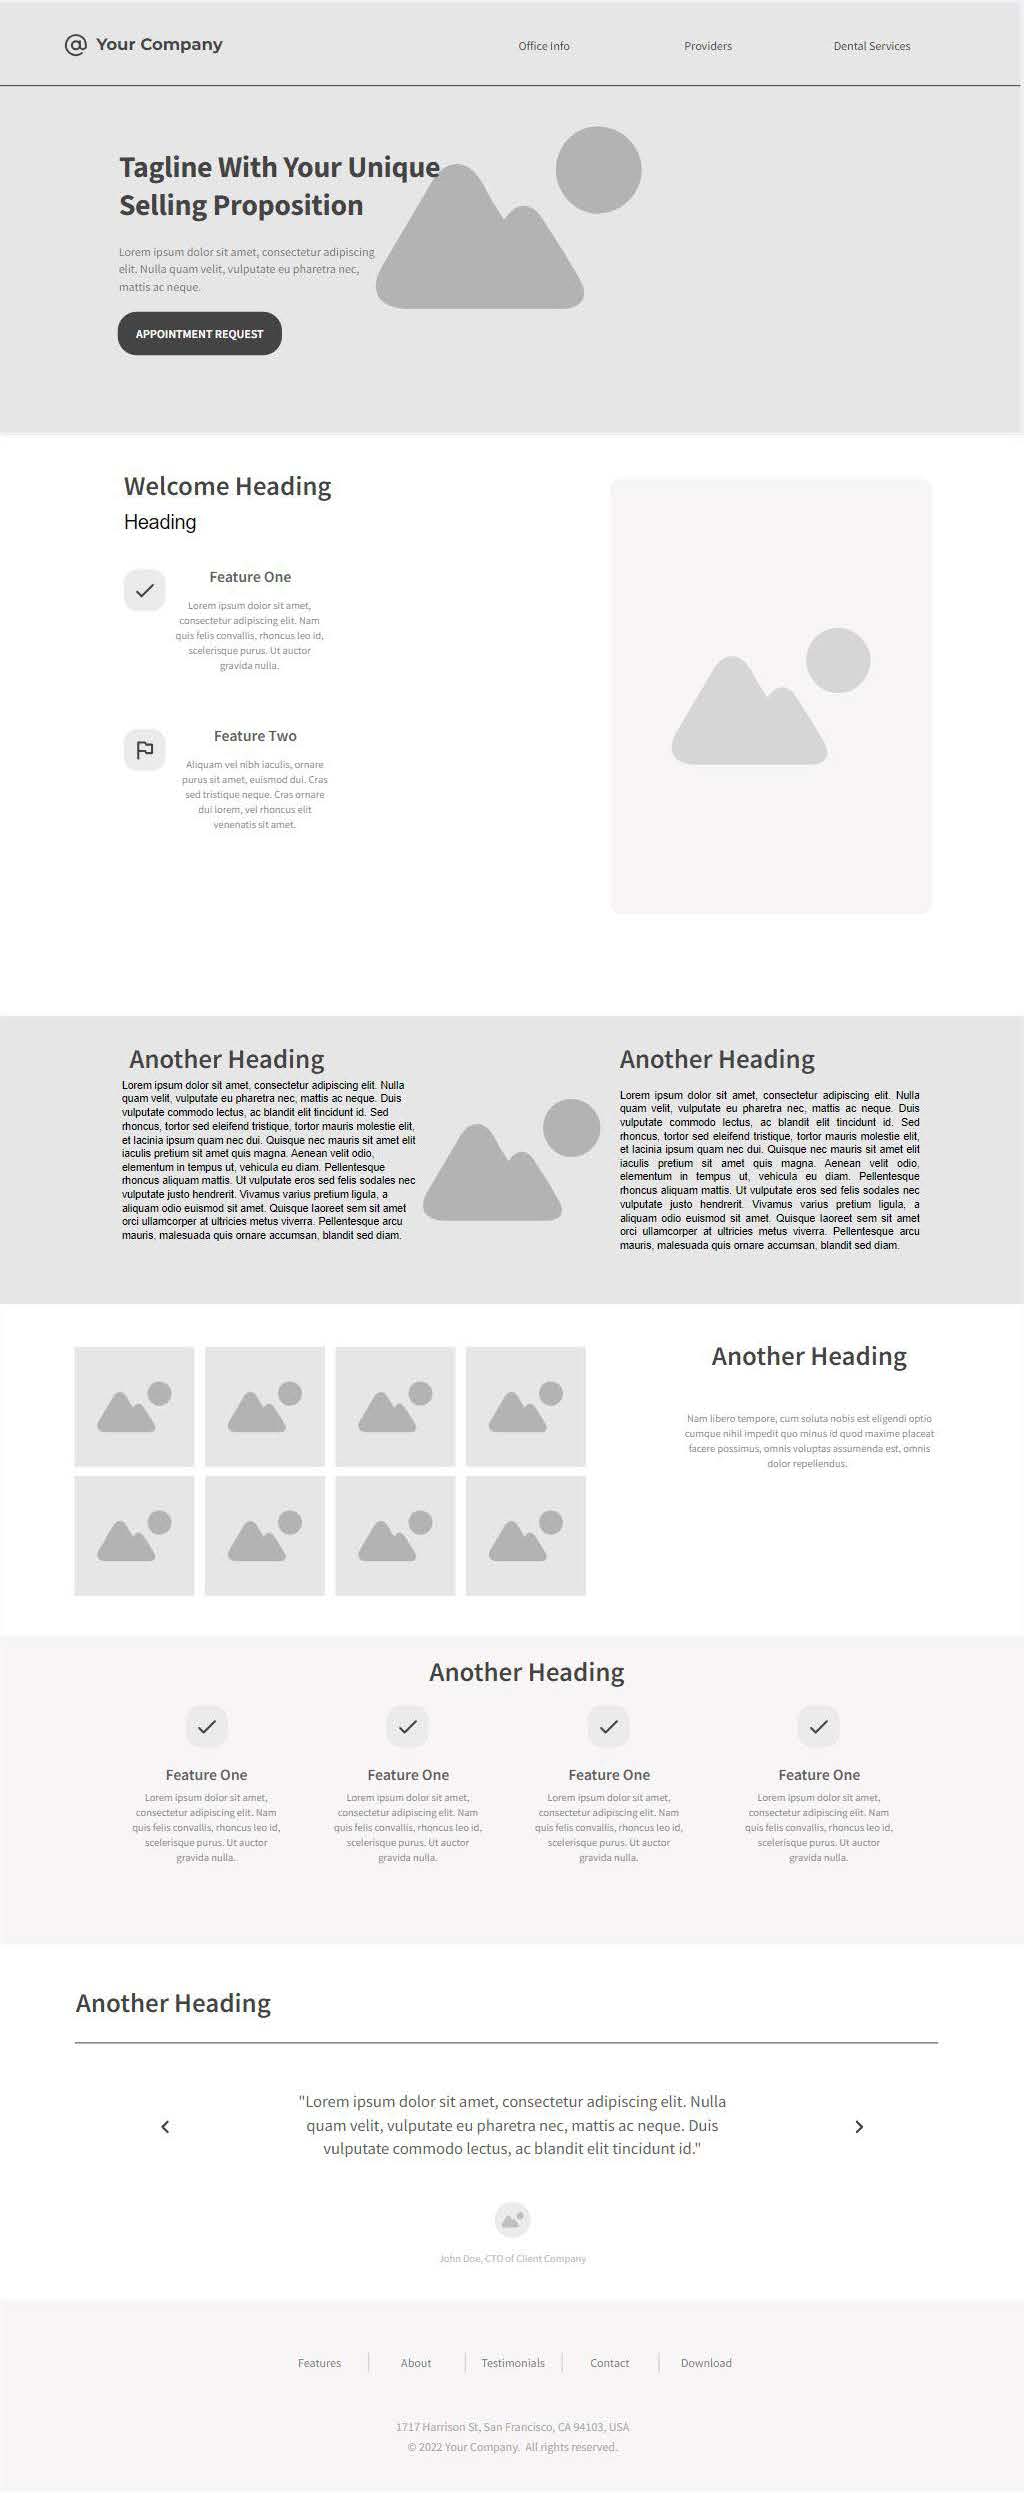 @ Your Company
Office Info
Providers
Dental Services
Tagline With Your Unique
Selling Proposition
Lorem ipsum dolor sit amet, consectetur adipiscing
elit. Nulla quam velit, vulputate eu pharetra nec,
mattis ac neque.
APPOINTMENT REQUEST
Welcome Heading
Heading
Feature One
Lorem ipsum dolor sit amet,
consectetur adipiscing elit. Nam
quis felis convallis, rhoncus leo id,
scelerisque purus. Ut auctor
gravida nulla.
Feature Two
Aliquam vel nibh iaculis, ornare
purus sit amet, euismod dui. Cras
sed tristique neque. Cras ornare
dui lorem, vel rhoncus elit
venenatis sit amet.
Another Heading
Lorem ipsum dolor sit amet, consectetur adipiscing elit. Nulla
quam velit, vulputate eu pharetra nec, mattis ac neque. Duis
vulputate commodo lectus, ac blandit elit tincidunt id. Sed
rhoncus, tortor sed eleifend tristique, tortor mauris molestie elit,
et lacinia ipsum quam nec dui. Quisque nec mauris sit amet elit
iaculis pretium sit amet quis magna. Aenean velit odio,
elementum in tempus ut, vehicula eu diam. Pellentesque
rhoncus aliquam mattis. Ut vulputate eros sed felis sodales nec
vulputate justo hendrerit. Vivamus varius pretium ligula, a
aliquam odio euismod sit amet. Quisque laoreet sem sit amet
orci ullamcorper at ultricies metus viverra. Pellentesque arcu
mauris, malesuada quis ornare accumsan, blandit sed diam.
Another Heading
Lorem ipsum dolor sit amet, consectetur adipiscing elit. Nulla
quam velit, vulputate eu pharetra nec, mattis ac neque. Duis
vulputate commodo lectus, ac blandit elit tincidunt id. Sed
rhoncus, tortor sed eleifend tristique, tortor mauris molestie elit,
et lacinia ipsum quam nec dui. Quisque nec mauris sit amet elit
iaculis pretium sit amet quis magna. Aenean velit odio,
elementum in tempus ut, vehicula eu diam. Pellentesque
rhoncus aliquam mattis. Ut vulputate eros sed felis sodales nec
vulputate justo hendrerit. Vivamus varius pretium ligula, a
aliquam odio euismod sit amet. Quisque laoreet sem sit amet
orci ullamcorper at ultricies metus viverra. Pellentesque arcu
mauris, malesuada quis ornare accumsan, blandit sed diam.
Another Heading
Nam libero tempore, cum soluta nobis est eligendi optio
cumque nihil impedit quo minus id quod maxime placeat
facere possimus, omnis voluptas assumenda est, omnis
dolor repellendus.
Another Heading
Feature One
Lorem ipsum dolor sit amet,
consectetur adipiscing elit. Nam
quis felis convallis, rhoncus leo id,
scelerisque purus. Ut auctor
gravida nulla.
Feature One
Lorem ipsum dolor sit amet,
consectetur adipiscing elit. Nam
quis felis convallis, rhoncus leo id,
scelerisque purus. Ut auctor
gravida nulla.
Feature One
Lorem ipsum dolor sit amet,
consectetur adipiscing elit. Nam
quis felis convallis, rhoncus leo id,
scelerisque purus. Ut auctor
gravida nulla.
Feature One
Lorem ipsum dolor sit amet,
consectetur adipiscing elit. Nam
quis felis convallis, rhoncus leo id,
scelerisque purus. Ut auctor
gravida nulla.
Another Heading
"Lorem ipsum dolor sit amet, consectetur adipiscing elit. Nulla
quam velit, vulputate eu pharetra nec, mattis ac neque. Duis
vulputate commodo lectus, ac blandit elit tincidunt id."
John Doe, CTO of Client Company
Features
About
Testimonials
Contact
Download
1717 Harrison St, San Francisco, CA 94103, USA
© 2022 Your Company. All rights reserved.